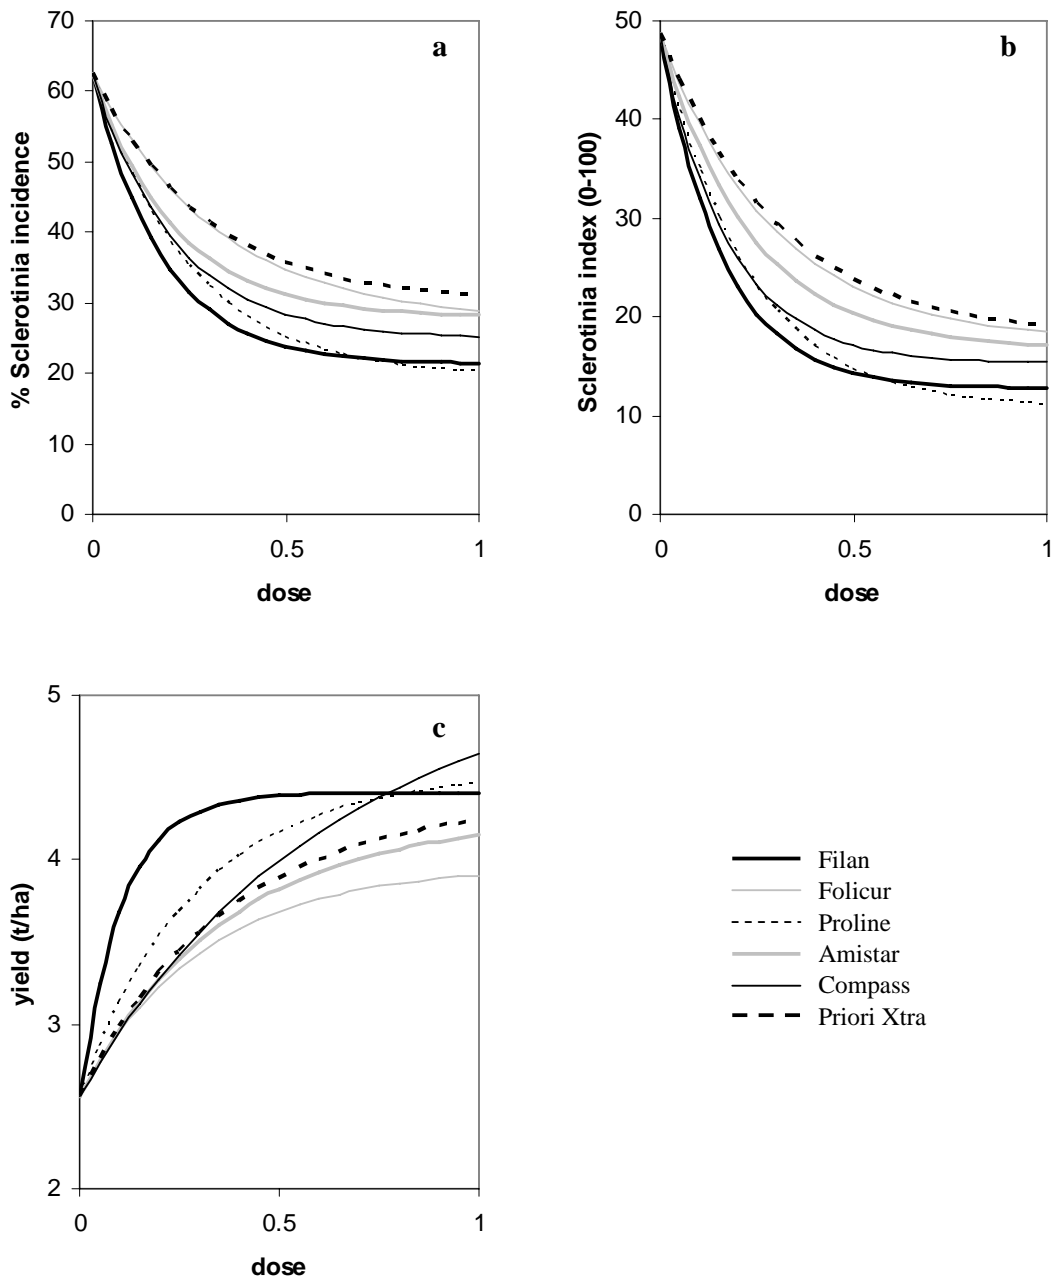 a
% Sclerotinia incidence
70
60
50
40
30
20
10
0
0 0.5 1
dose
b
Sclerotinia index (0-100)
50
40
30
20
10
0
0 0.5 1
dose
c
yield (t/ha)
5
4
3
2
0 0.5 1
dose
Filan
Folicur
Proline
Amistar
Compass
Priori Xtra